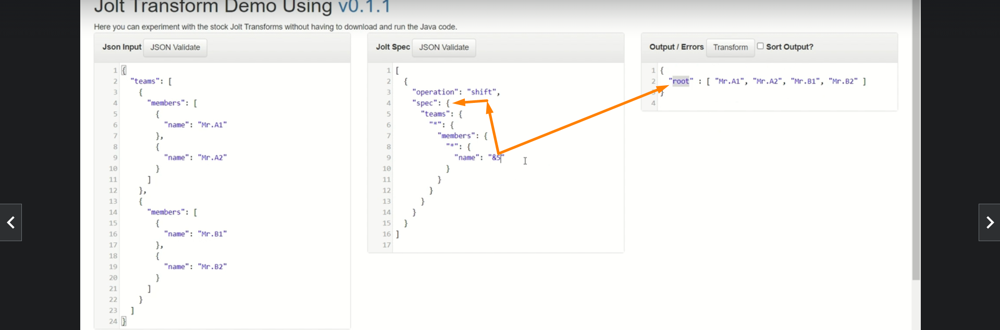 Jolt Transform Demo Using v0.1.1
Here you can experiment with the stock Jolt Transforms without having to download and run the Java code.
Json Input JSON Validate
1 {
2 "teams": [
3 {
4 "members": [
5 {
6 "name": "Mr.A1"
7 },
8 {
9 "name": "Mr.A2"
10 }
11 ]
12 },
13 {
14 "members": [
15 {
16 "name": "Mr.B1"
17 },
18 {
19 "name": "Mr.B2"
20 }
21 ]
22 }
23 ]
24 }
Jolt Spec JSON Validate
1 [
2 {
3 "operation": "shift",
4 "spec": {
5 "teams": {
6 "*": {
7 "members": {
8 "*": {
9 "name": "&5"
10 }
11 }
12 }
13 }
14 }
15 }
16 ]
17
Output / Errors Transform Sort Output?
1 {
2 "root" : [ "Mr.A1", "Mr.A2", "Mr.B1", "Mr.B2" ]
3 }
4